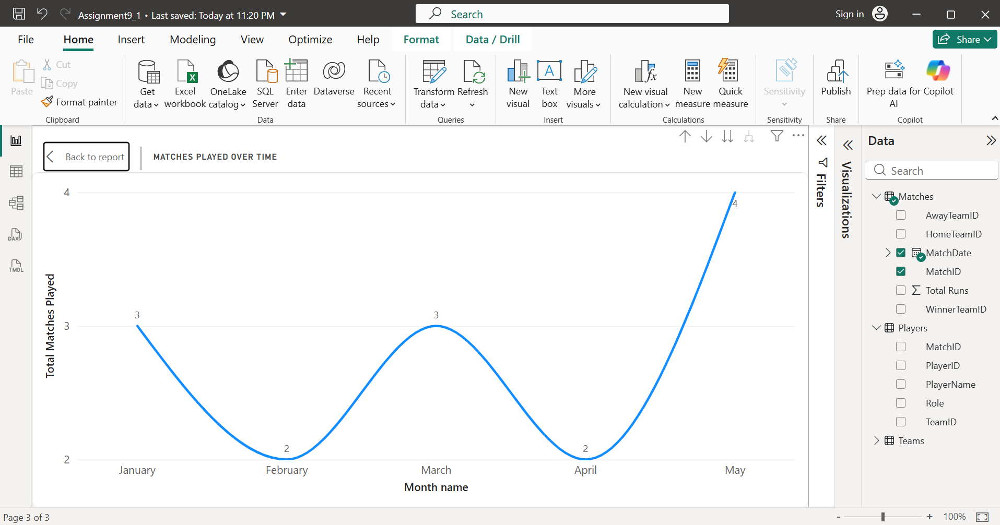 Assignment9_1 • Last saved: Today at 11:20 PM
Search
Sign in
File
Home
Insert
Modeling
View
Optimize
Help
Format
Data / Drill
Share
Paste
Cut
Copy
Format painter
Clipboard
Get
data
Excel
workbook
OneLake
catalog
SQL
Server
Enter
data
Dataverse
Recent
sources
Data
Transform
data
Refresh
Queries
New
visual
Text
box
More
visuals
Insert
New visual
calculation
New
measure
Quick
measure
Calculations
Sensitivity
Sensitivity
Publish
Share
Prep data for
AI
Copilot
Copilot
DAX
TMDL
Back to report
MATCHES PLAYED OVER TIME
Total Matches Played
4
3
2
3
2
3
2
4
January
February
March
April
May
Month name
Filters
Visualizations
Data
Search
Matches
AwayTeamID
HomeTeamID
MatchDate
MatchID
Total Runs
WinnerTeamID
Players
MatchID
PlayerID
PlayerName
Role
TeamID
Teams
Page 3 of 3
- + 100%